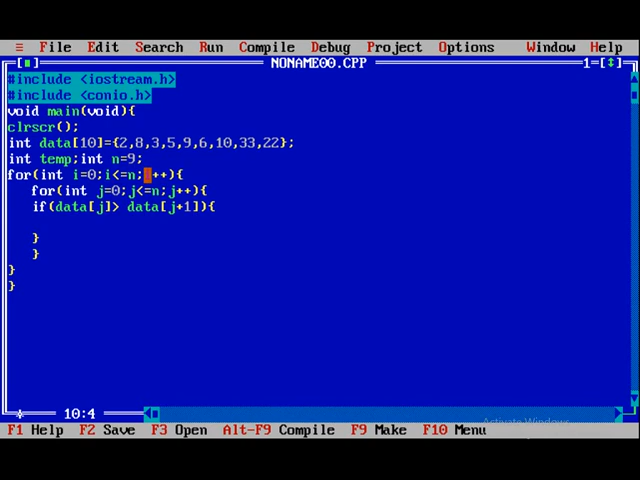 ≡ File Edit Search Run Compile Debug Project Options Window Help
[■] NONAME00.CPP 1=[↕]
#include <iostream.h>
#include <conio.h>
void main(void){
clrscr();
int data[10]={2,8,3,5,9,6,10,33,22};
int temp;int n=9;
for(int i=0;i<=n;i++){
for(int j=0;j<=n;j++){
if(data[j]> data[j+1]){
}
}
}
}
* 10:4
Activate Windows
F1 Help F2 Save F3 Open Alt-F9 Compile F9 Make F10 Menu